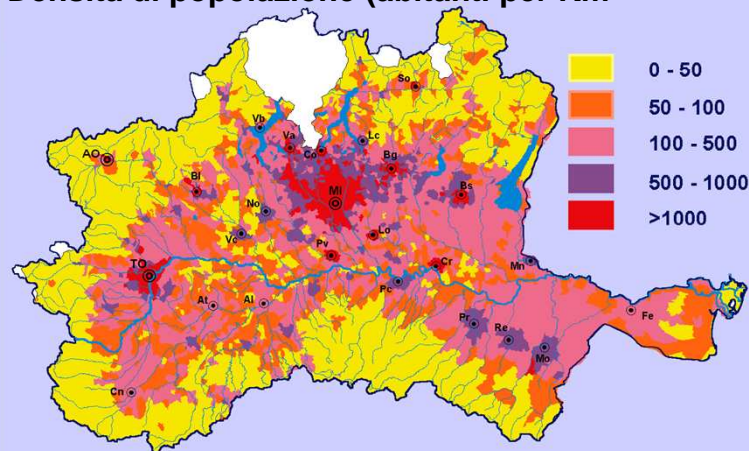 Densità di popolazione (abitanti per Km
0 - 50
50 - 100
100 - 500
500 - 1000
>1000
So
Vb
Va
Co
Lc
AO
Bl
Bg
MI
Bs
No
Vc
Lo
Pv
TO
Cr
Mn
Pc
At
Al
Pr
Re
Mo
Fe
Cn